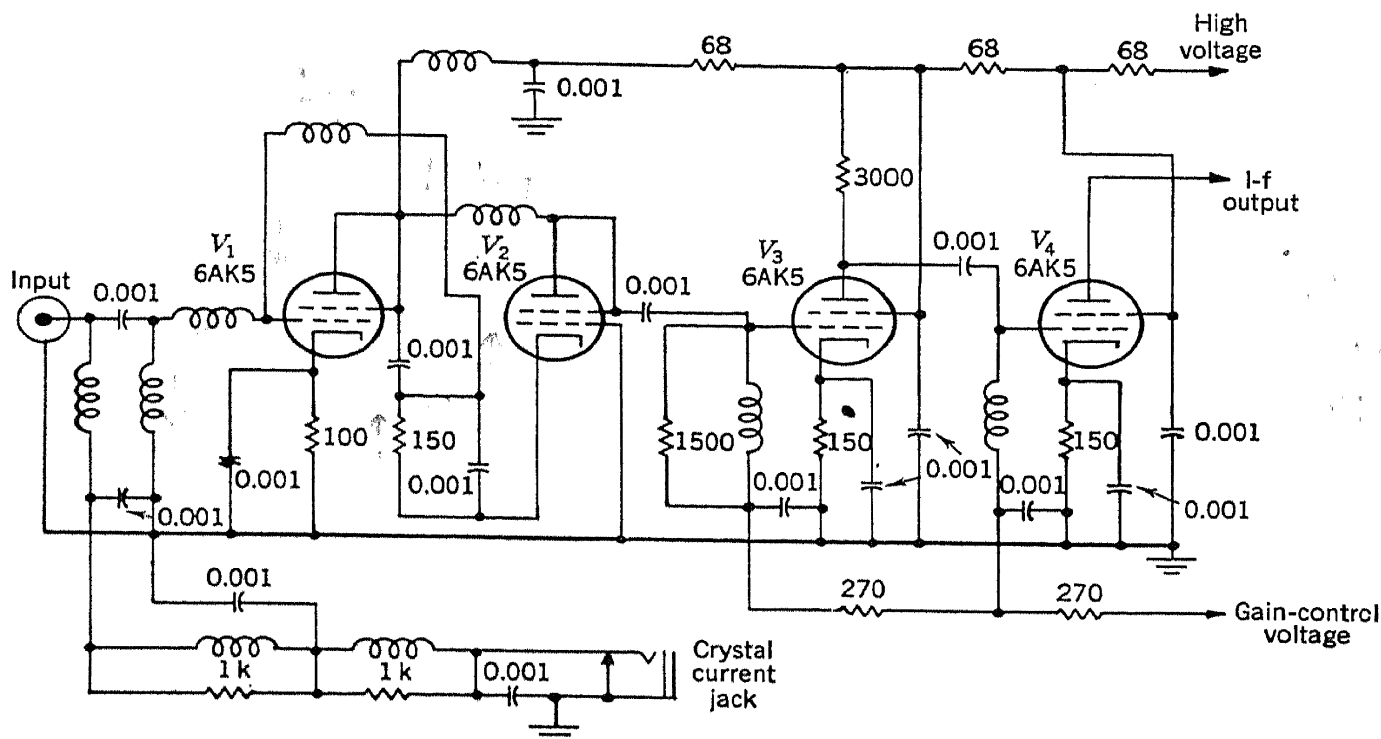 68
68
68
High
voltage
0.001
3000
I-f
output
V1
6AK5
V2
6AK5
V3
6AK5
0.001
V4
6AK5
Input
0.001
0.001
0.001
100
150
1500
150
150
0.001
0.001
0.001
0.001
0.001
0.001
0.001
0.001
0.001
0.001
270
270
Gain-control
voltage
1 k
1 k
0.001
Crystal
current
jack